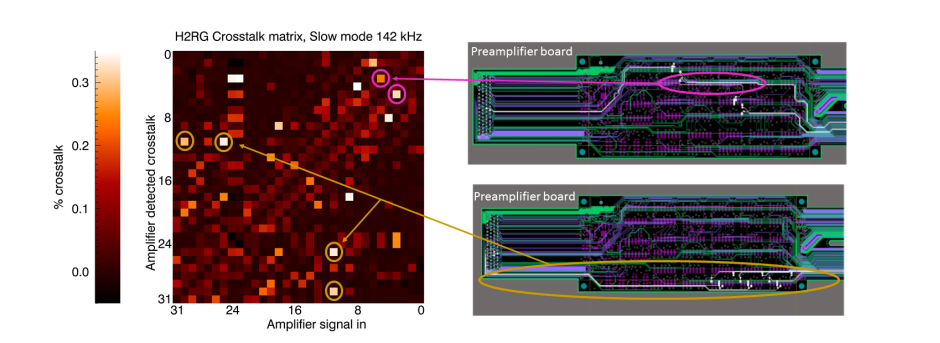 H2RG Crosstalk matrix, Slow mode 142 kHz
% crosstalk
0.3
0.2
0.1
0.0
Amplifier detected crosstalk
0
8
16
24
31
31
24
16
8
0
Amplifier signal in
Preamplifier board
Preamplifier board